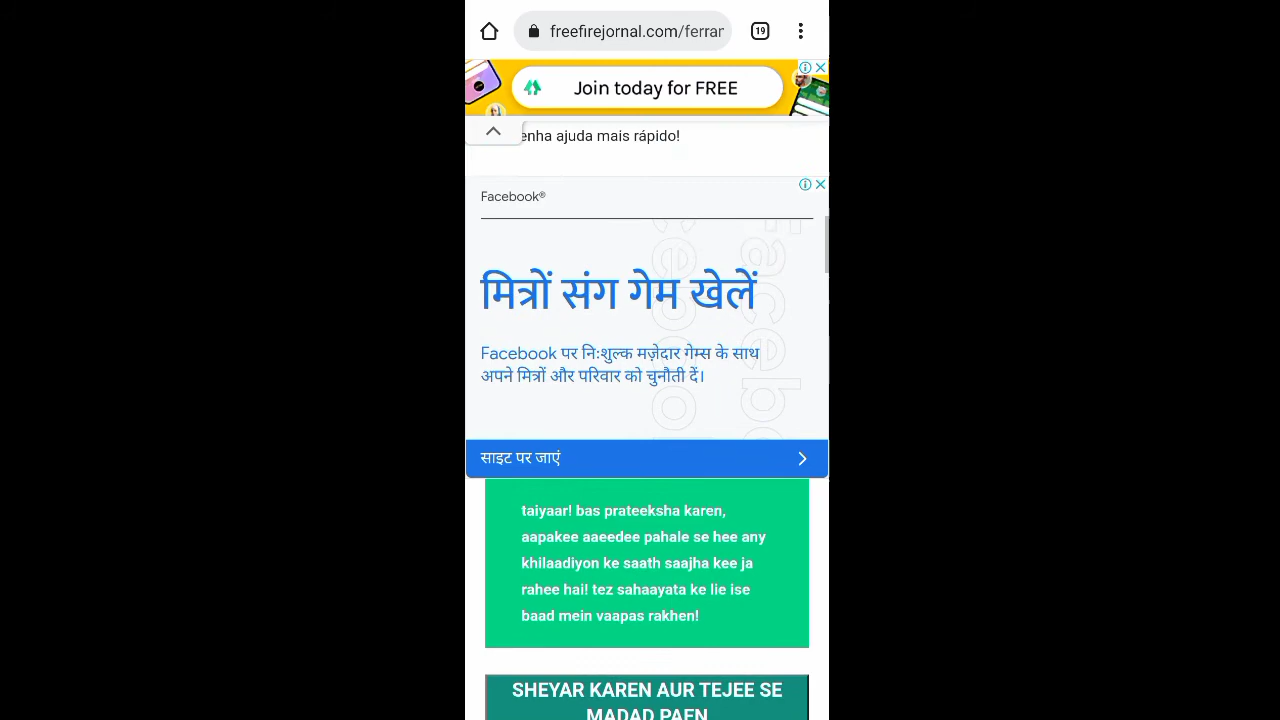 freefirejornal.com/ferrar
19
Join today for FREE
enha ajuda mais rápido!
Facebook®
मित्रों संग गेम खेलें
Facebook पर निःशुल्क मज़ेदार गेम्स के साथ
अपने मित्रों और परिवार को चुनौती दें।
साइट पर जाएं
taiyaar! bas prateeksha karen,
aapakee aaeedee pahale se hee any
khilaadiyon ke saath saajha kee ja
rahee hai! tez sahaayata ke lie ise
baad mein vaapas rakhen!
SHEYAR KAREN AUR TEJEE SE
MADAD PAEN